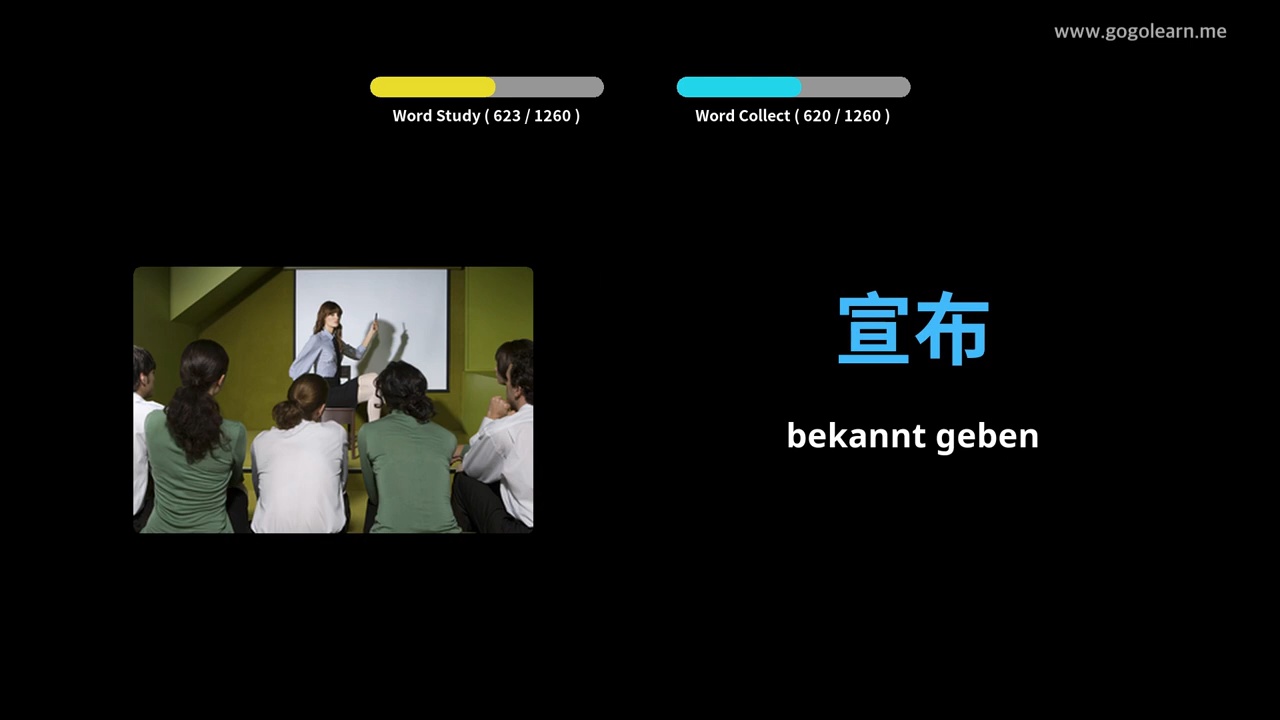 www.gogolearn.me
Word Study ( 623 / 1260 )
Word Collect ( 620 / 1260 )
宣布
bekannt geben